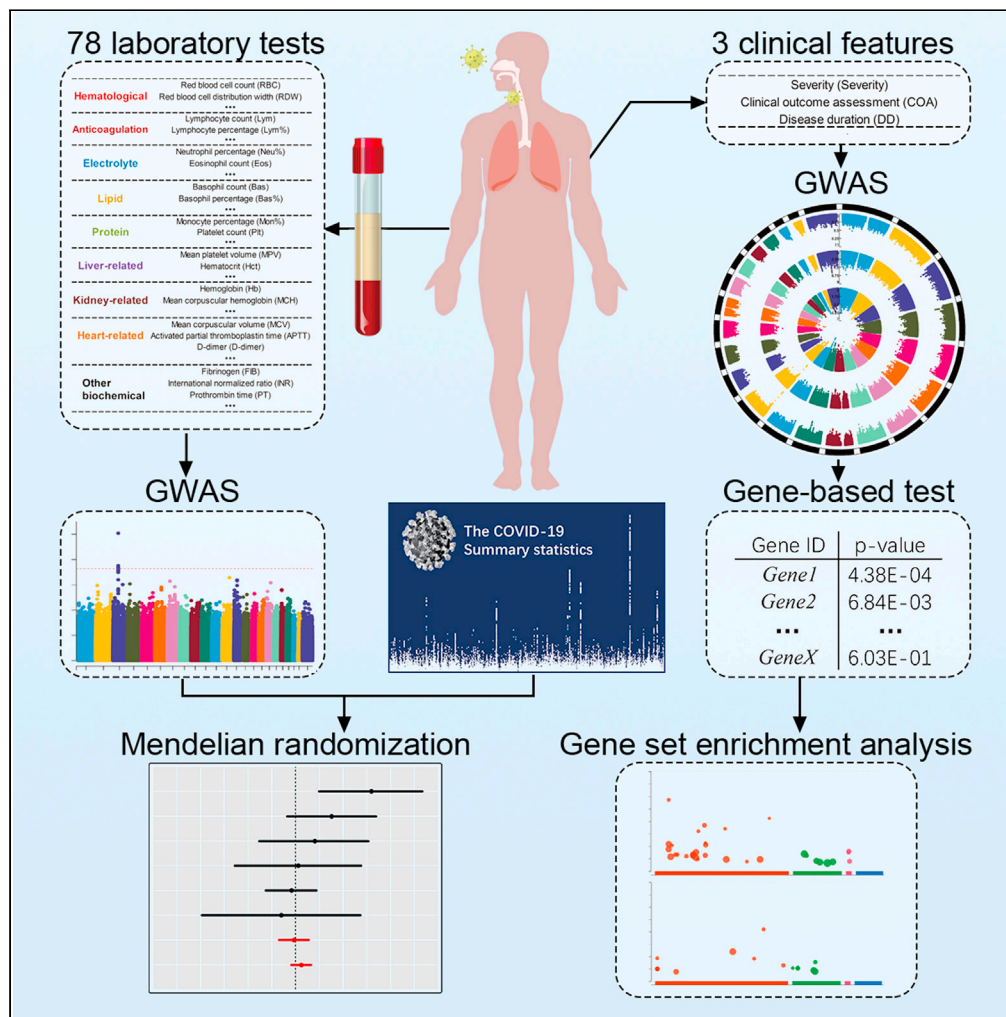 78 laboratory tests
Hematological
Red blood cell count (RBC)
Red blood cell distribution width (RDW)
•••
Anticoagulation
Lymphocyte count (Lym)
Lymphocyte percentage (Lym%)
•••
Electrolyte
Neutrophil percentage (Neu%)
Eosinophil count (Eos)
•••
Lipid
Basophil count (Bas)
Basophil percentage (Bas%)
•••
Protein
Monocyte percentage (Mon%)
Platelet count (Plt)
•••
Liver-related
Mean platelet volume (MPV)
Hematocrit (Hct)
•••
Kidney-related
Hemoglobin (Hb)
Mean corpuscular hemoglobin (MCH)
•••
Heart-related
Mean corpuscular volume (MCV)
Activated partial thromboplastin time (APTT)
D-dimer (D-dimer)
•••
Other
biochemical
Fibrinogen (FIB)
International normalized ratio (INR)
Prothrombin time (PT)
•••
3 clinical features
Severity (Severity)
Clinical outcome assessment (COA)
Disease duration (DD)
GWAS
GWAS
The COVID-19
Summary statistics
Gene-based test
Gene ID p-value
Gene1 4.38E-04
Gene2 6.84E-03
••• •••
GeneX 6.03E-01
Mendelian randomization
Gene set enrichment analysis